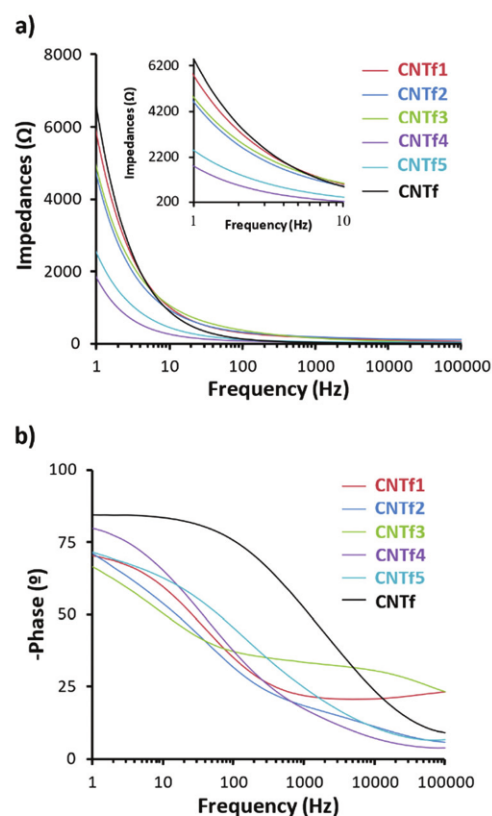 a)
8000
6000
4000
2000
0
Impedances (Ω)
1 10 100 1000 10000 100000
Frequency (Hz)
6200
4200
2200
200
Impedances (Ω)
1 10
Frequency (Hz)
CNTf1
CNTf2
CNTf3
CNTf4
CNTf5
CNTf
b)
100
75
50
25
0
-Phase (º)
1 10 100 1000 10000 100000
Frequency (Hz)
CNTf1
CNTf2
CNTf3
CNTf4
CNTf5
CNTf